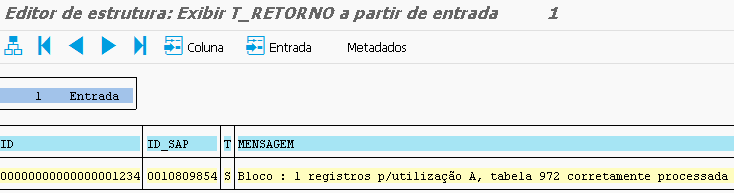 Editor de estrutura: Exibir T_RETORNO a partir de entrada 1
Coluna Entrada Metadados
1 Entrada
ID ID_SAP T MENSAGEM
000000000000000001234 0010809854 S Bloco : 1 registros p/utilização A, tabela 972 corretamente processada